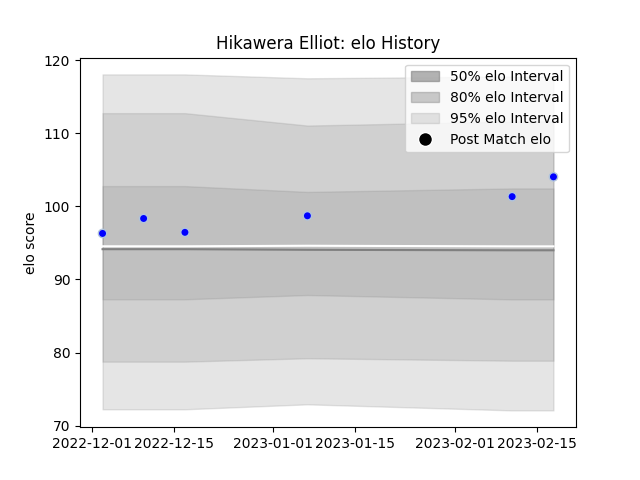 Hikawera Elliot: elo History
50% elo Interval
80% elo Interval
95% elo Interval
Post Match elo
elo score
120
110
100
90
80
70
2022-12-01 2022-12-15 2023-01-01 2023-01-15 2023-02-01 2023-02-15